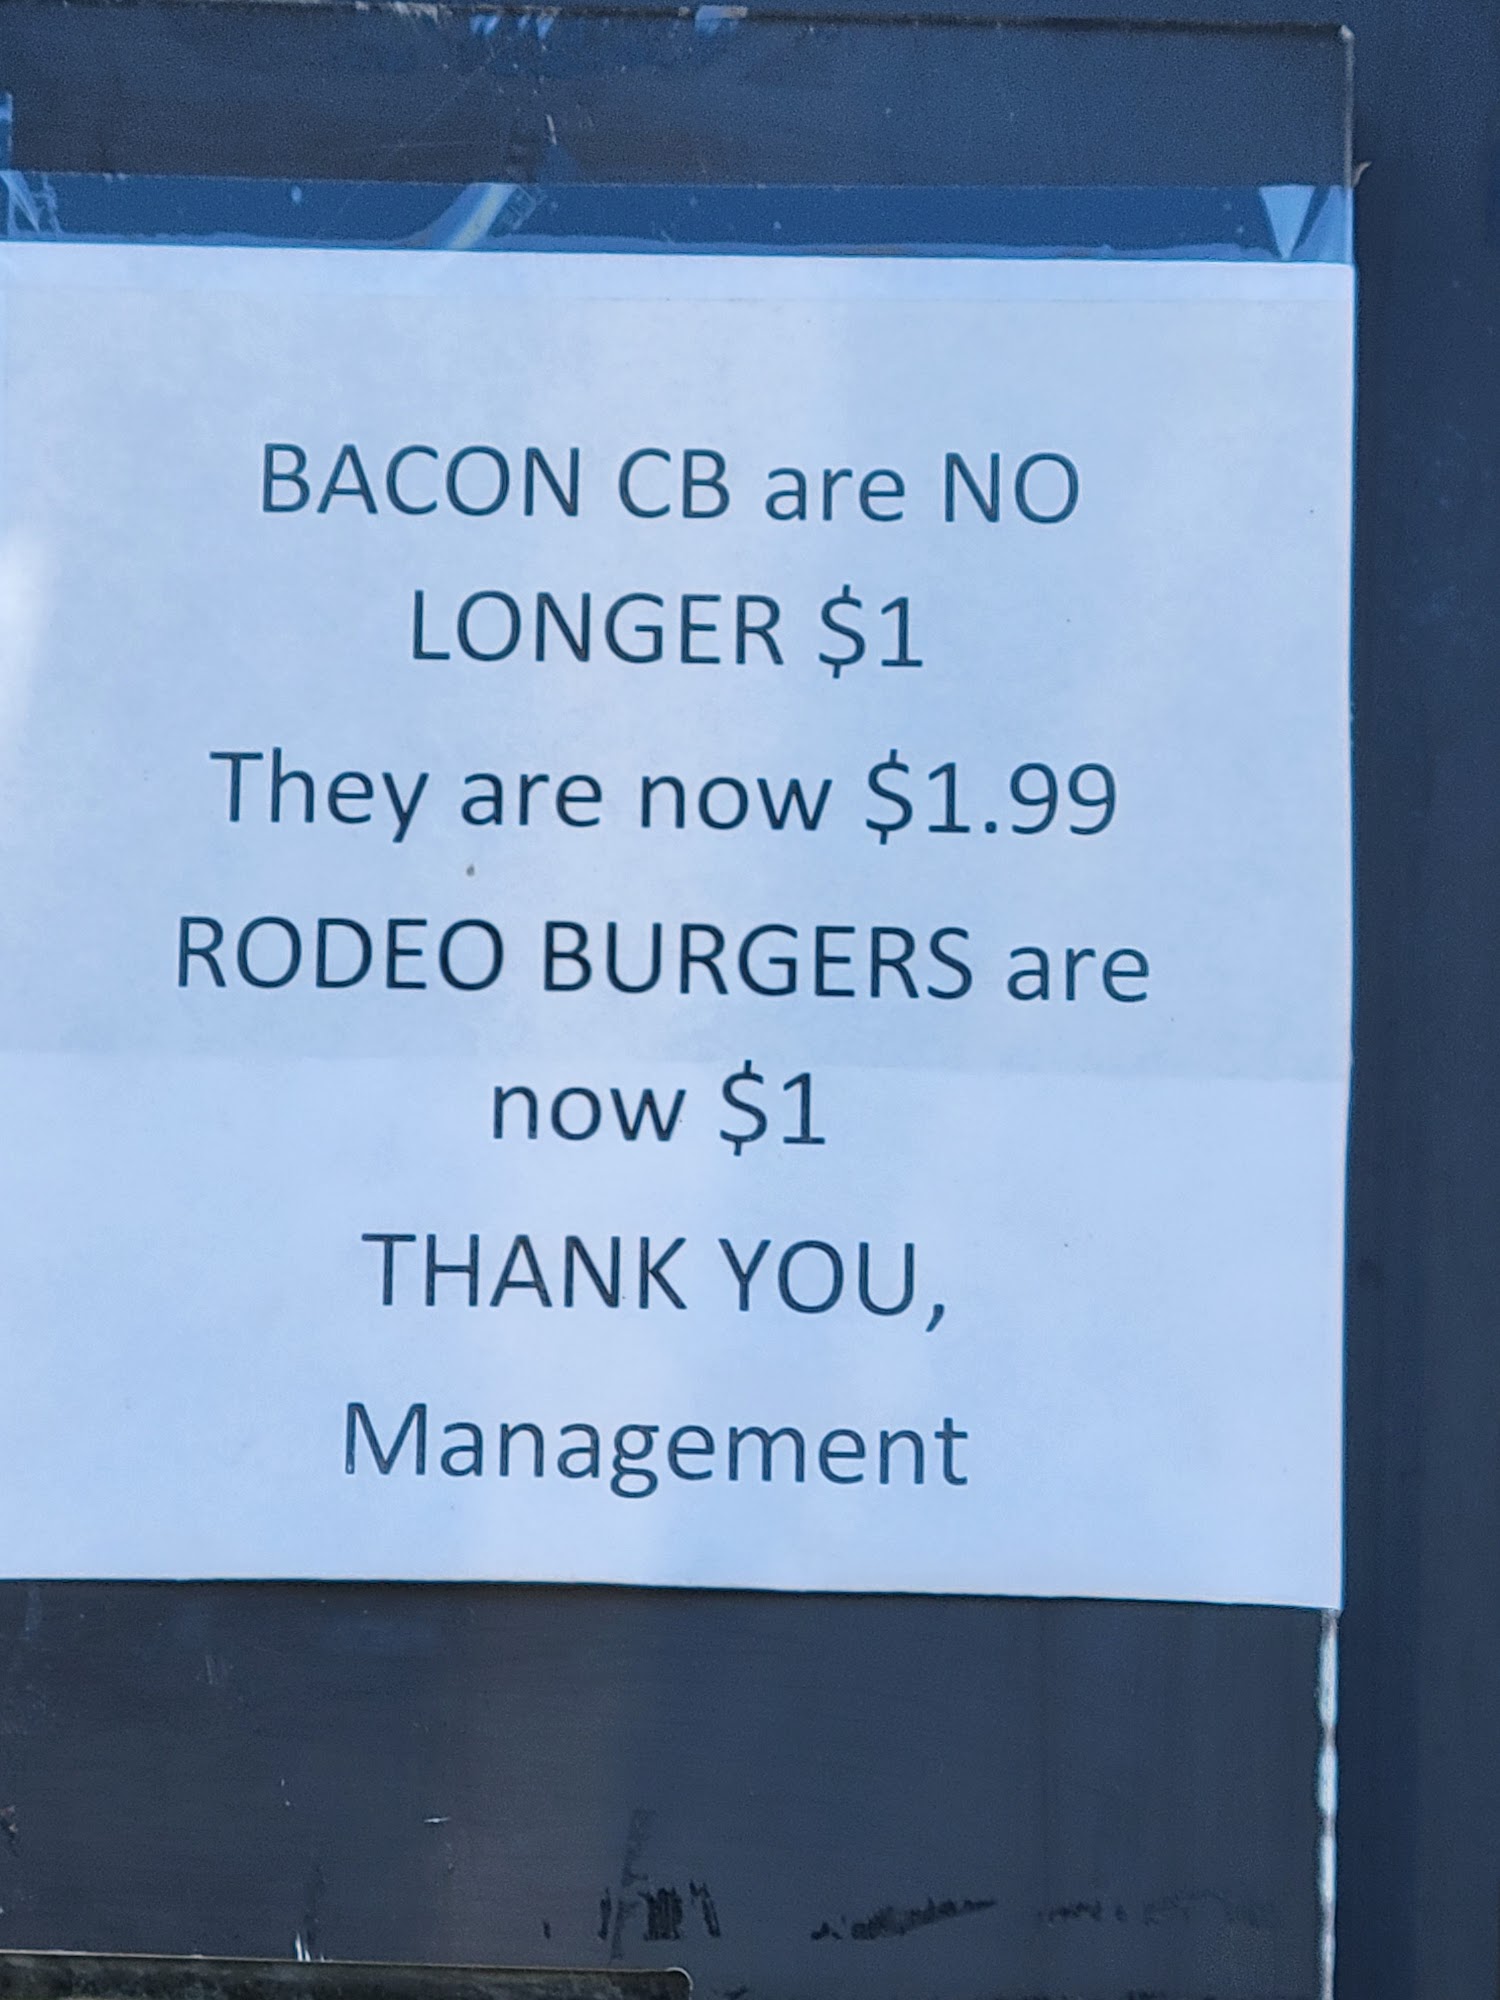 BACON CB are NO
LONGER $1
They are now $1.99
RODEO BURGERS are
now $1
THANK YOU,
Management